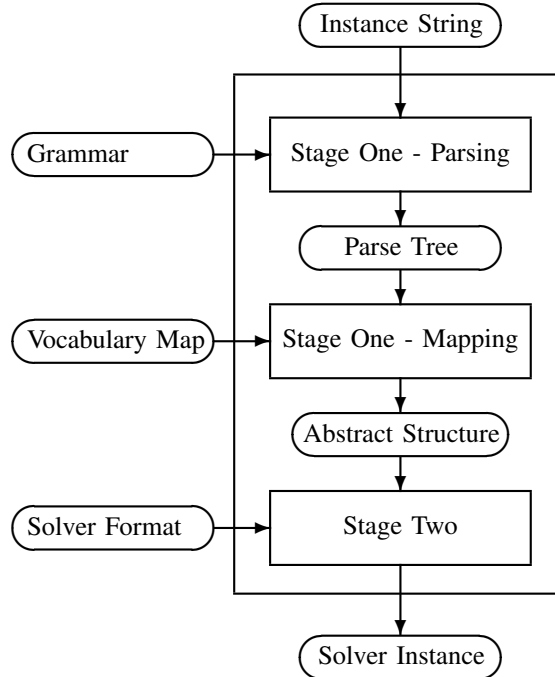 Instance String
Grammar
Stage One - Parsing
Parse Tree
Vocabulary Map
Stage One - Mapping
Abstract Structure
Solver Format
Stage Two
Solver Instance